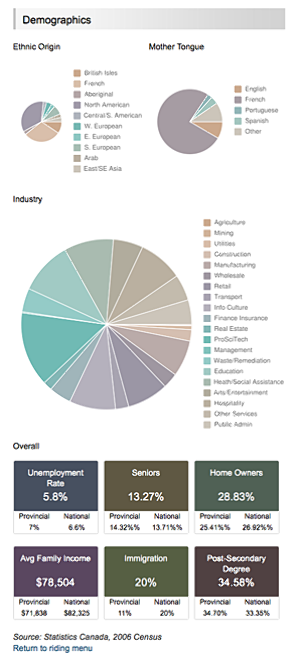 Demographics
Ethnic Origin
British Isles
French
Aboriginal
North American
Central/S. American
W. European
E. European
S. European
Arab
East/SE Asia
Mother Tongue
English
French
Portuguese
Spanish
Other
Industry
Agriculture
Mining
Utilities
Construction
Manufacturing
Wholesale
Retail
Transport
Info Culture
Finance Insurance
Real Estate
ProSciTech
Management
Waste/Remediation
Education
Heath/Social Assistance
Arts/Entertainment
Hospitality
Other Services
Public Admin
Overall
Unemployment
Rate
5.8%
Provincial National
7% 6.6%
Seniors
13.27%
Provincial National
14.32%% 13.71%%
Home Owners
28.83%
Provincial National
25.41%% 26.92%%
Avg Family Income
$78,504
Provincial National
$71,838 $82,325
Immigration
20%
Provincial National
11% 20%
Post-Secondary
Degree
34.58%
Provincial National
34.70% 33.35%
Source: Statistics Canada, 2006 Census
Return to riding menu